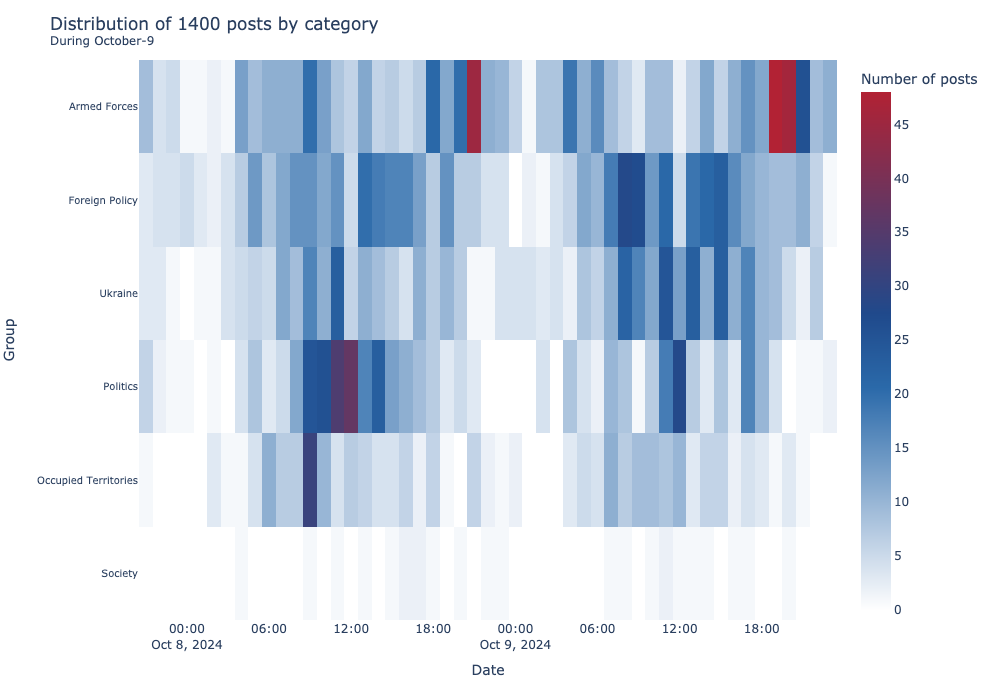 Distribution of 1400 posts by category
During October-9
Number of posts
Armed Forces
Foreign Policy
Ukraine
Politics
Occupied Territories
Society
Group
45
40
35
30
25
20
15
10
5
0
00:00 06:00 12:00 18:00 00:00 06:00 12:00 18:00
Oct 8, 2024 Oct 9, 2024
Date